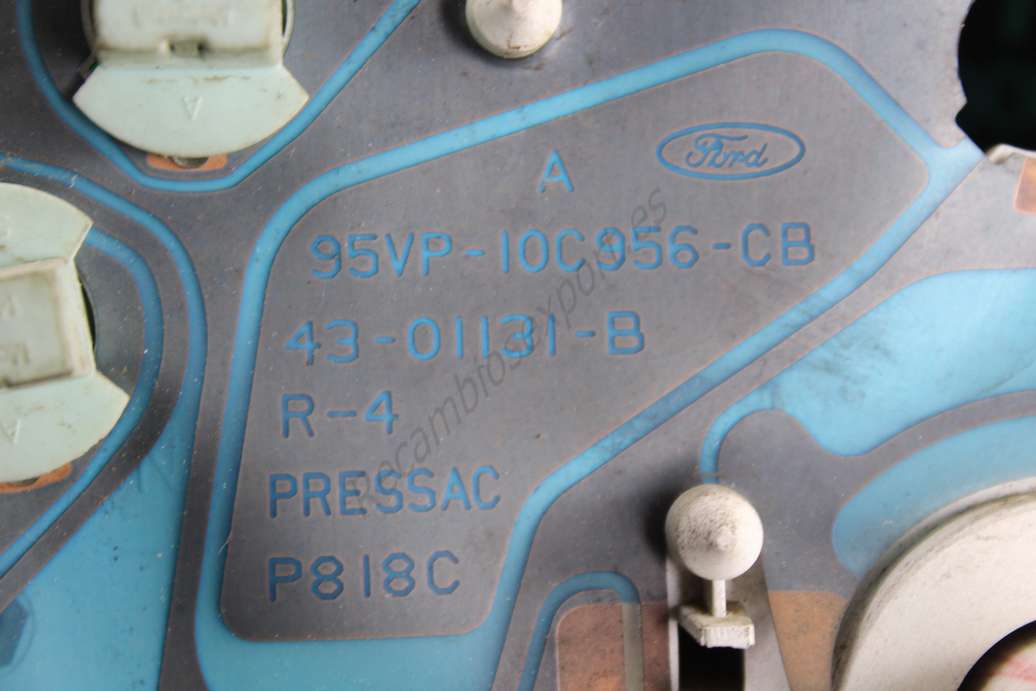 A Ford
95VP-10C956-CB
43-01131-B
R-4
PRESSAC
P818C